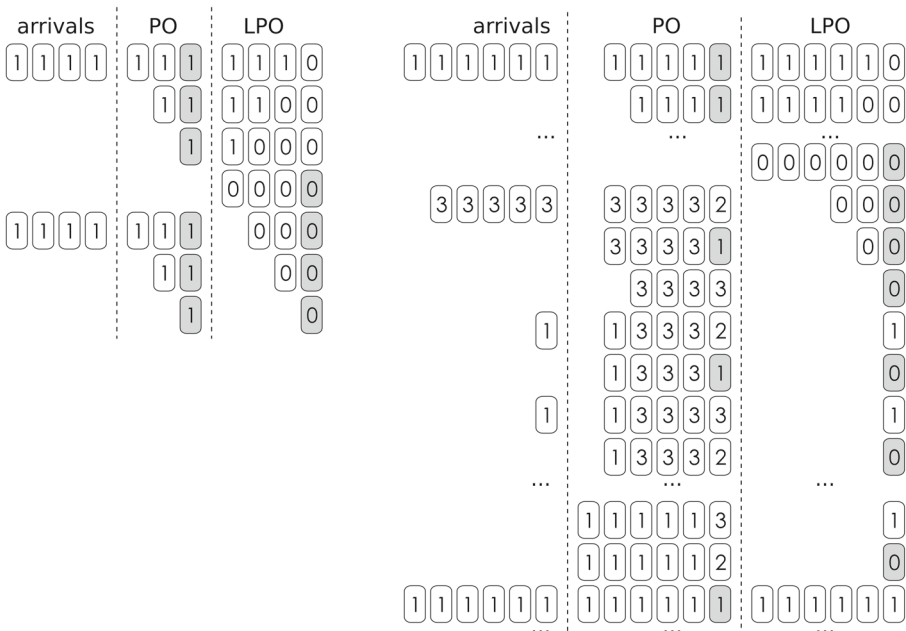 arrivals PO LPO
1 1 1 1 1 1 1 1 1 1 0
1 1 1 1 0 0
1 1 0 0 0
0 0 0 0
1 1 1 1 1 1 1 0 0 0
1 1 0 0
1 0
arrivals PO LPO
1 1 1 1 1 1 1 1 1 1 1 1 1 1 1 1 0
1 1 1 1 1 1 1 1 0 0
... ... ...
0 0 0 0 0 0
3 3 3 3 3 3 3 3 3 2 0 0 0
3 3 3 3 1 0 0
3 3 3 3 0
1 1 3 3 3 2 1
1 3 3 3 1 0
1 1 3 3 3 3 1
1 3 3 3 2 0
... ... ...
1 1 1 1 1 3 1
1 1 1 1 1 2 0
1 1 1 1 1 1 1 1 1 1 1 1 1 1 1 1 1 1
... ... ...